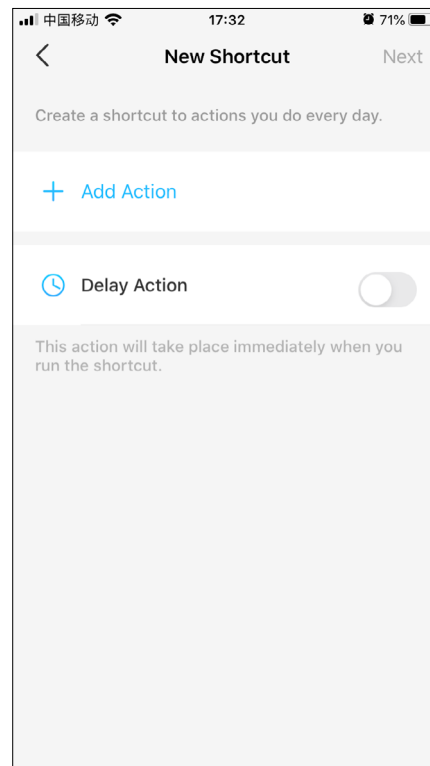 中国移动 17:32 71%
New Shortcut Next
Create a shortcut to actions you do every day.
Add Action
Delay Action
This action will take place immediately when you
run the shortcut.